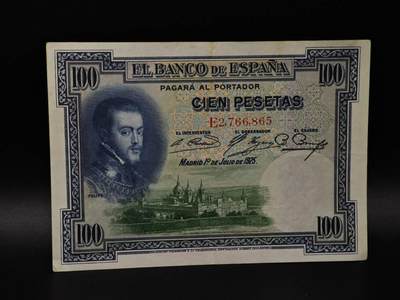 100 EL BANCO DE ESPAÑA 100
PAGARÁ AL PORTADOR
CIEN PESETAS
E2,766,865
EL INTERVENTOR EL GOBERNADOR EL CAJERO
MADRID 1º DE JULIO DE 1925.
FELIPE
100 100